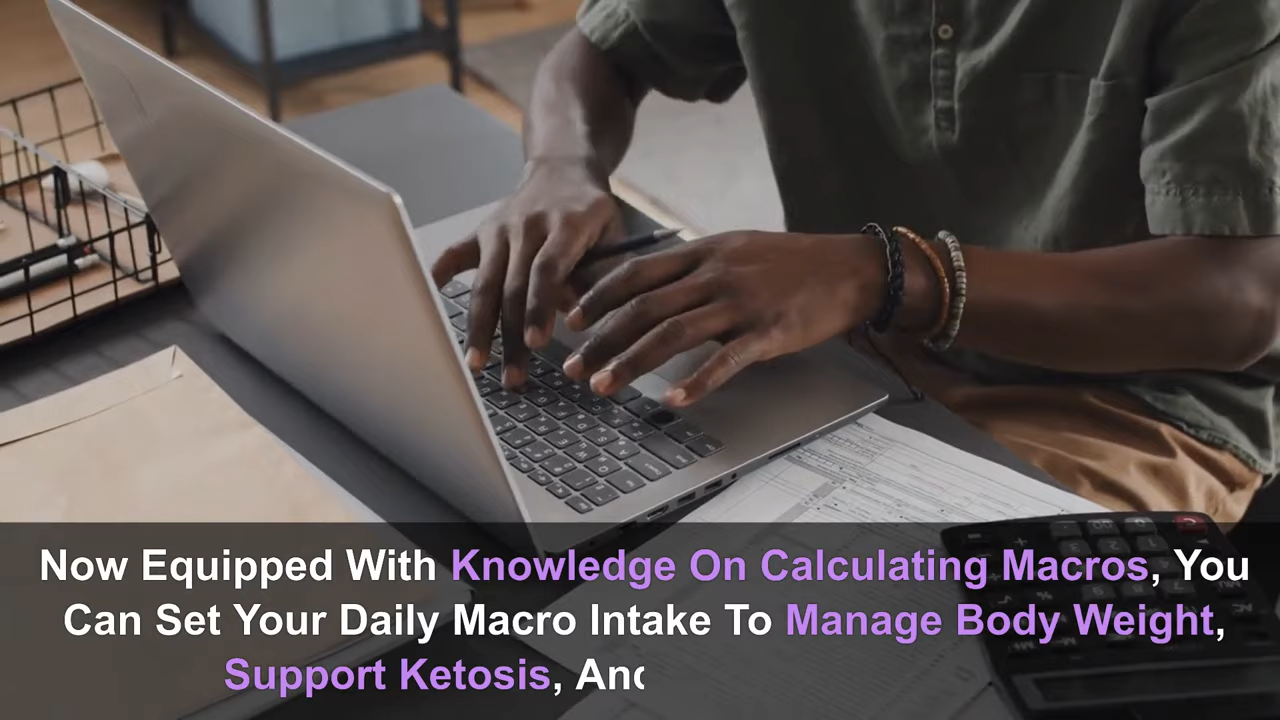 Now Equipped With Knowledge On Calculating Macros, You
Can Set Your Daily Macro Intake To Manage Body Weight,
Support Ketosis, And